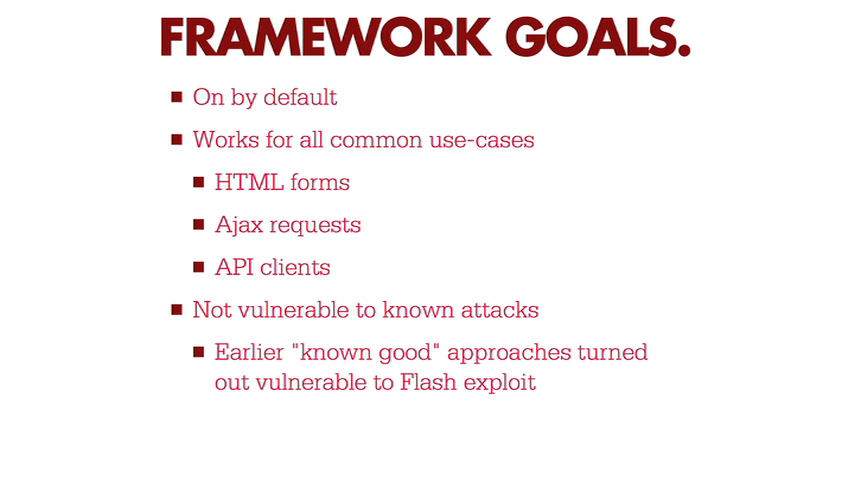 FRAMEWORK GOALS.
On by default
Works for all common use-cases
HTML forms
Ajax requests
API clients
Not vulnerable to known attacks
Earlier "known good" approaches turned
out vulnerable to Flash exploit